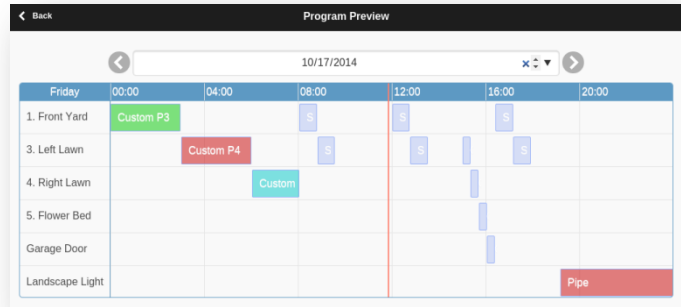 Back
Program Preview
10/17/2014
Friday 00:00 04:00 08:00 12:00 16:00 20:00
1. Front Yard Custom P3 S S S
3. Left Lawn Custom P4 S S S
4. Right Lawn Custom
5. Flower Bed
Garage Door
Landscape Light Pipe